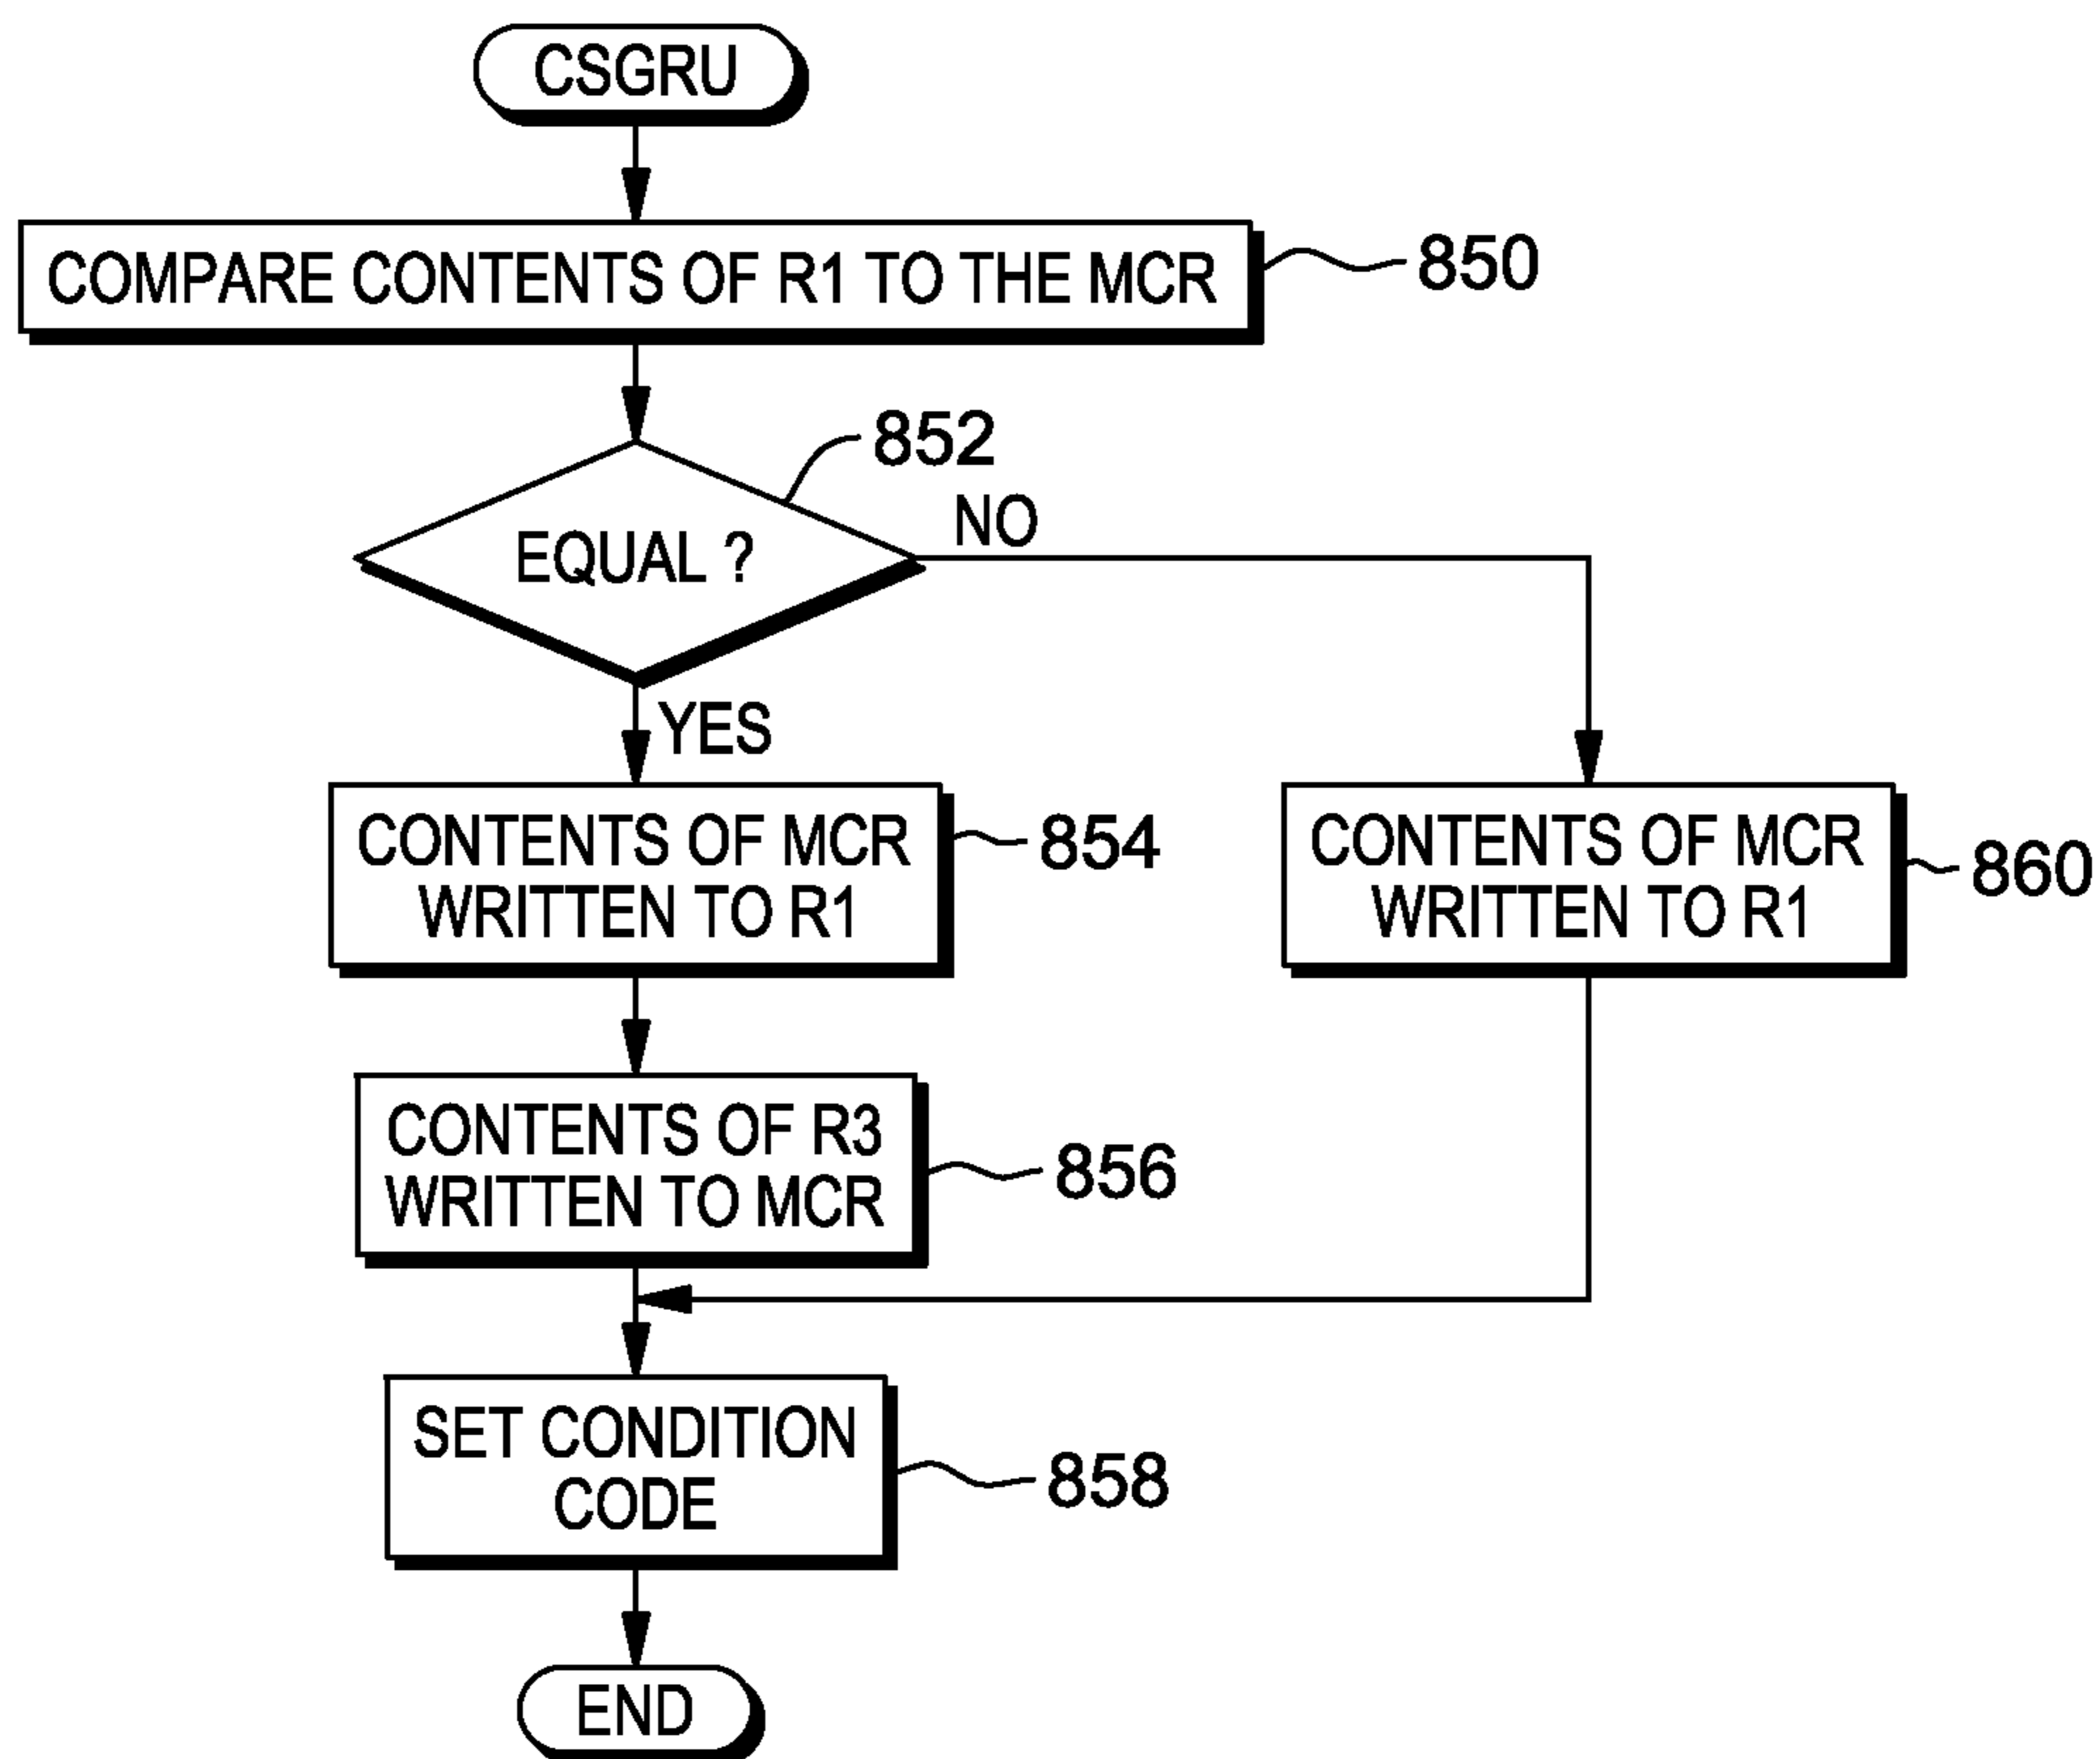 CSGRU
COMPARE CONTENTS OF R1 TO THE MCR
850
852
EQUAL ?
NO
YES
CONTENTS OF MCR
WRITTEN TO R1
854
CONTENTS OF MCR
WRITTEN TO R1
860
CONTENTS OF R3
WRITTEN TO MCR
856
SET CONDITION
CODE
858
END